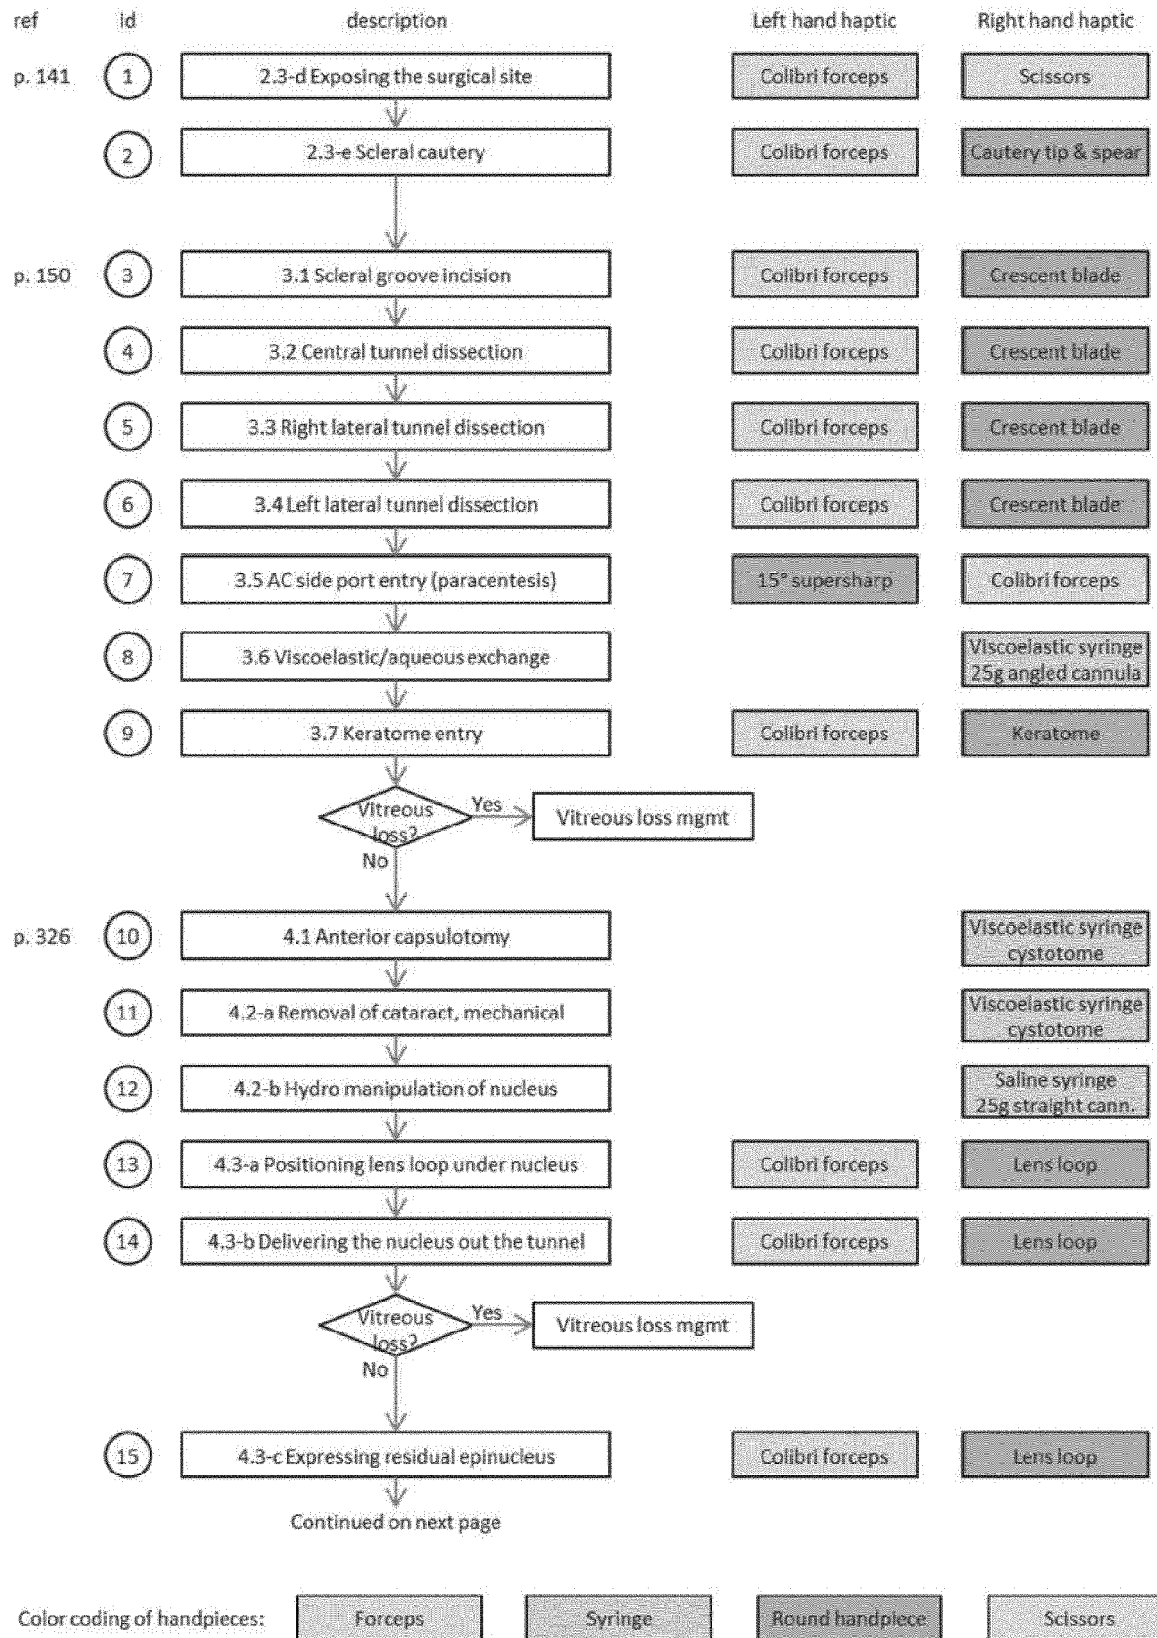 ref id description Left hand haptic Right hand haptic
p. 141 1 2.3-d Exposing the surgical site Colibri forceps Scissors
2 2.3-e Scleral cautery Colibri forceps Cautery tip & spear
p. 150 3 3.1 Scleral groove incision Colibri forceps Crescent blade
4 3.2 Central tunnel dissection Colibri forceps Crescent blade
5 3.3 Right lateral tunnel dissection Colibri forceps Crescent blade
6 3.4 Left lateral tunnel dissection Colibri forceps Crescent blade
7 3.5 AC side port entry (paracentesis) 15° supersharp Colibri forceps
8 3.6 Viscoelastic/aqueous exchange Viscoelastic syringe
25g angled cannula
9 3.7 Keratome entry Colibri forceps Keratome
Vitreous
loss?
Yes
Vitreous loss mgmt
No
p. 326 10 4.1 Anterior capsulotomy Viscoelastic syringe
cystotome
11 4.2-a Removal of cataract, mechanical Viscoelastic syringe
cystotome
12 4.2-b Hydro manipulation of nucleus Saline syringe
25g straight cann.
13 4.3-a Positioning lens loop under nucleus Colibri forceps Lens loop
14 4.3-b Delivering the nucleus out the tunnel Colibri forceps Lens loop
Vitreous
loss?
Yes
Vitreous loss mgmt
No
15 4.3-c Expressing residual epinucleus Colibri forceps Lens loop
Continued on next page
Color coding of handpieces: Forceps Syringe Round handpiece Scissors